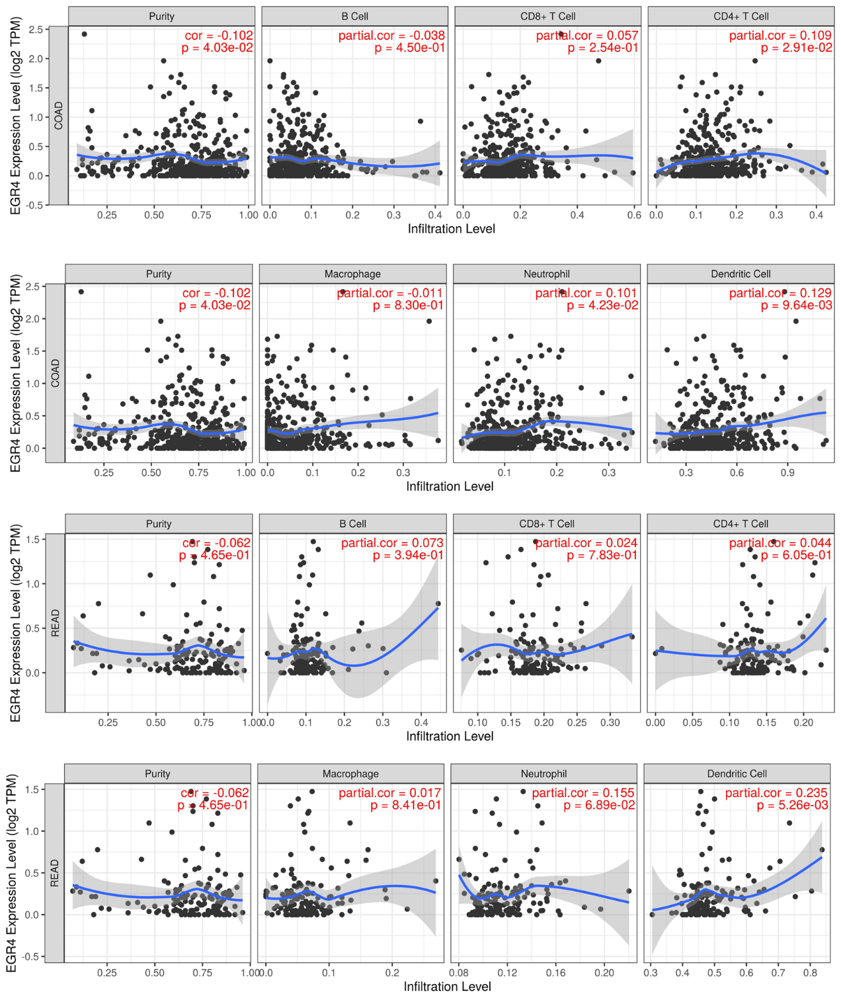 Purity
B Cell
CD8+ T Cell
CD4+ T Cell
EGR4 Expression Level (log2 TPM)
COAD
cor = -0.102
p = 4.03e-02
partial.cor = -0.038
p = 4.50e-01
partial.cor = 0.057
p = 2.54e-01
partial.cor = 0.109
p = 2.91e-02
2.5
2.0
1.5
1.0
0.5
0.0
-0.5
0.25 0.50 0.75 1.00
0.0 0.1 0.2 0.3 0.4
0.0 0.2 0.4 0.6
0.0 0.1 0.2 0.3 0.4
Infiltration Level
Purity
Macrophage
Neutrophil
Dendritic Cell
EGR4 Expression Level (log2 TPM)
COAD
cor = -0.102
p = 4.03e-02
partial.cor = -0.011
p = 8.30e-01
partial.cor = 0.101
p = 4.23e-02
partial.cor = 0.129
p = 9.64e-03
2.5
2.0
1.5
1.0
0.5
0.0
0.25 0.50 0.75 1.00
0.0 0.1 0.2 0.3
0.1 0.2 0.3
0.3 0.6 0.9
Infiltration Level
Purity
B Cell
CD8+ T Cell
CD4+ T Cell
EGR4 Expression Level (log2 TPM)
READ
cor = -0.062
p = 4.65e-01
partial.cor = 0.073
p = 3.94e-01
partial.cor = 0.024
p = 7.83e-01
partial.cor = 0.044
p = 6.05e-01
1.5
1.0
0.5
0.0
0.25 0.50 0.75 1.00
0.0 0.1 0.2 0.3 0.4
0.10 0.15 0.20 0.25 0.30
0.00 0.05 0.10 0.15 0.20
Infiltration Level
Purity
Macrophage
Neutrophil
Dendritic Cell
EGR4 Expression Level (log2 TPM)
READ
cor = -0.062
p = 4.65e-01
partial.cor = 0.017
p = 8.41e-01
partial.cor = 0.155
p = 6.89e-02
partial.cor = 0.235
p = 5.26e-03
1.5
1.0
0.5
0.0
-0.5
0.25 0.50 0.75 1.00
0.0 0.1 0.2
0.08 0.12 0.16 0.20
0.3 0.4 0.5 0.6 0.7 0.8
Infiltration Level